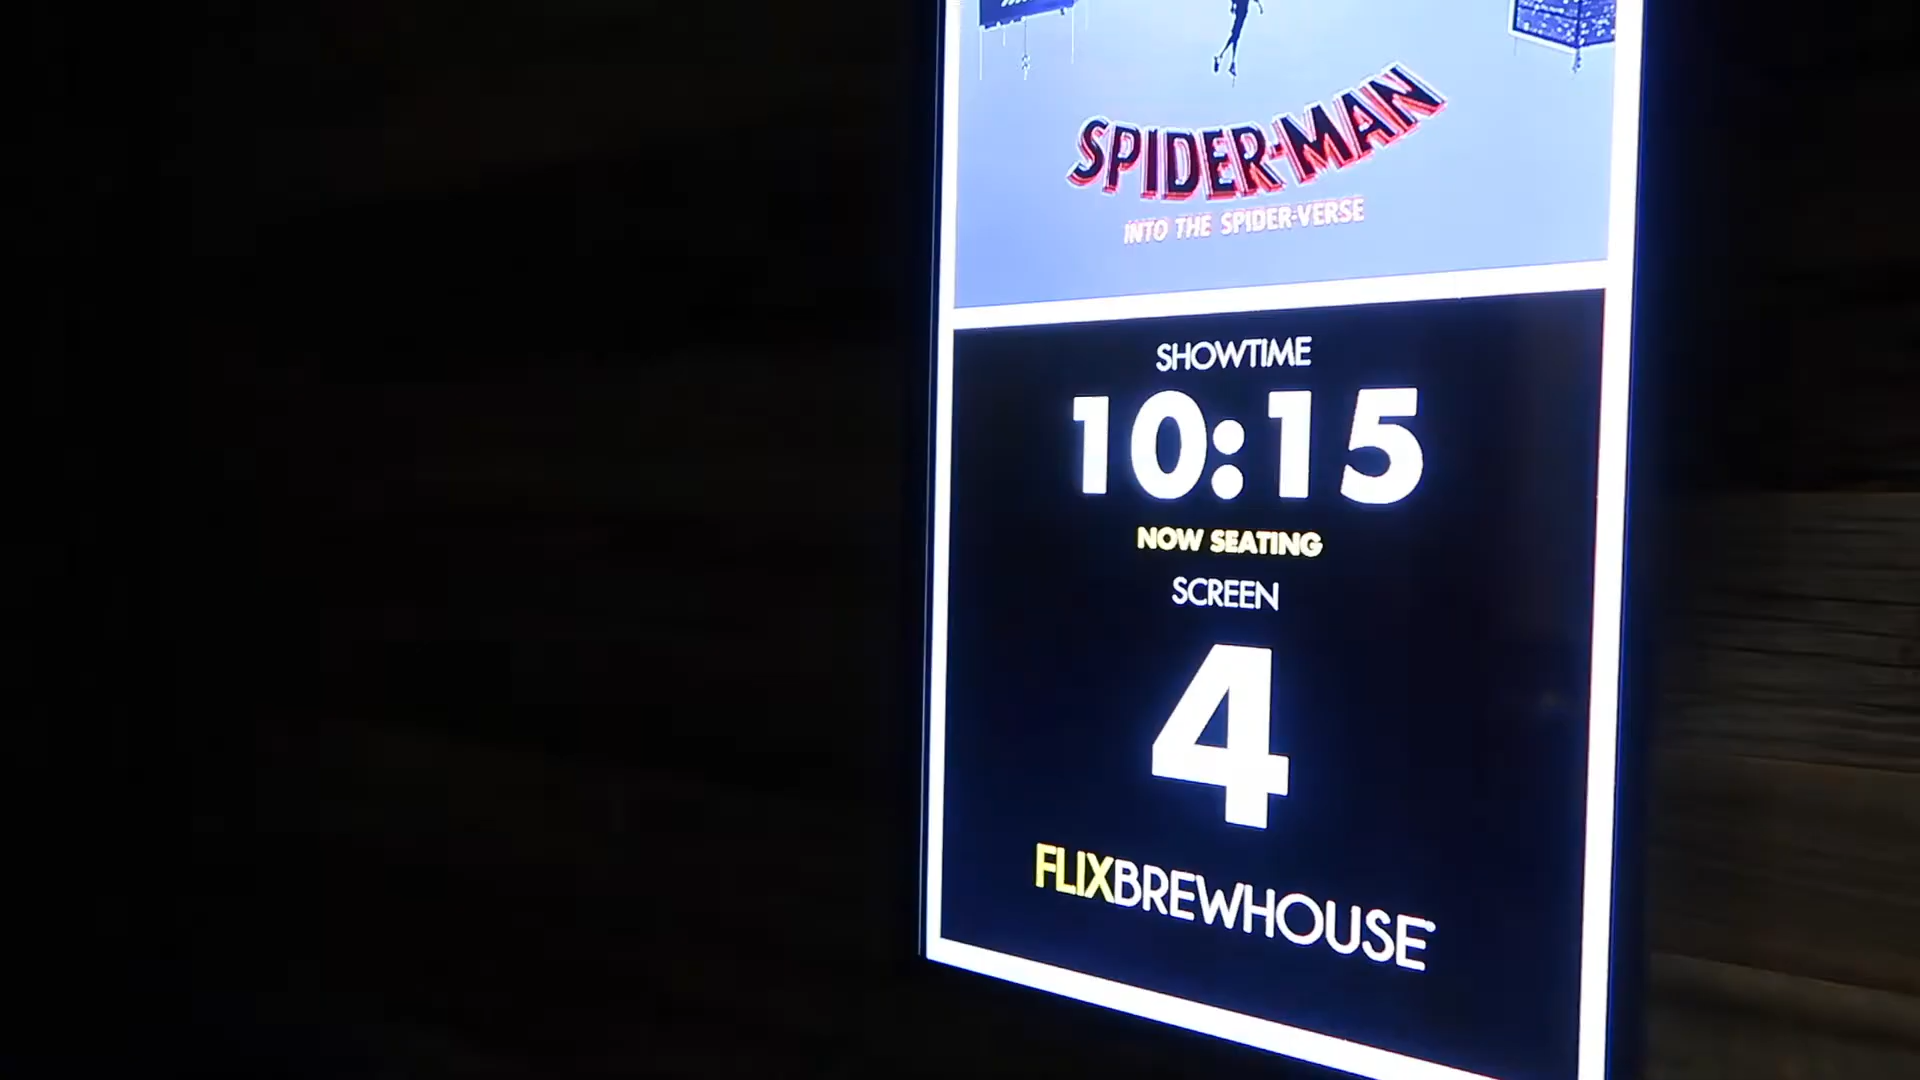 SPIDER-MAN
INTO THE SPIDER-VERSE
SHOWTIME
10:15
NOW SEATING
SCREEN
4
FLIXBREWHOUSE